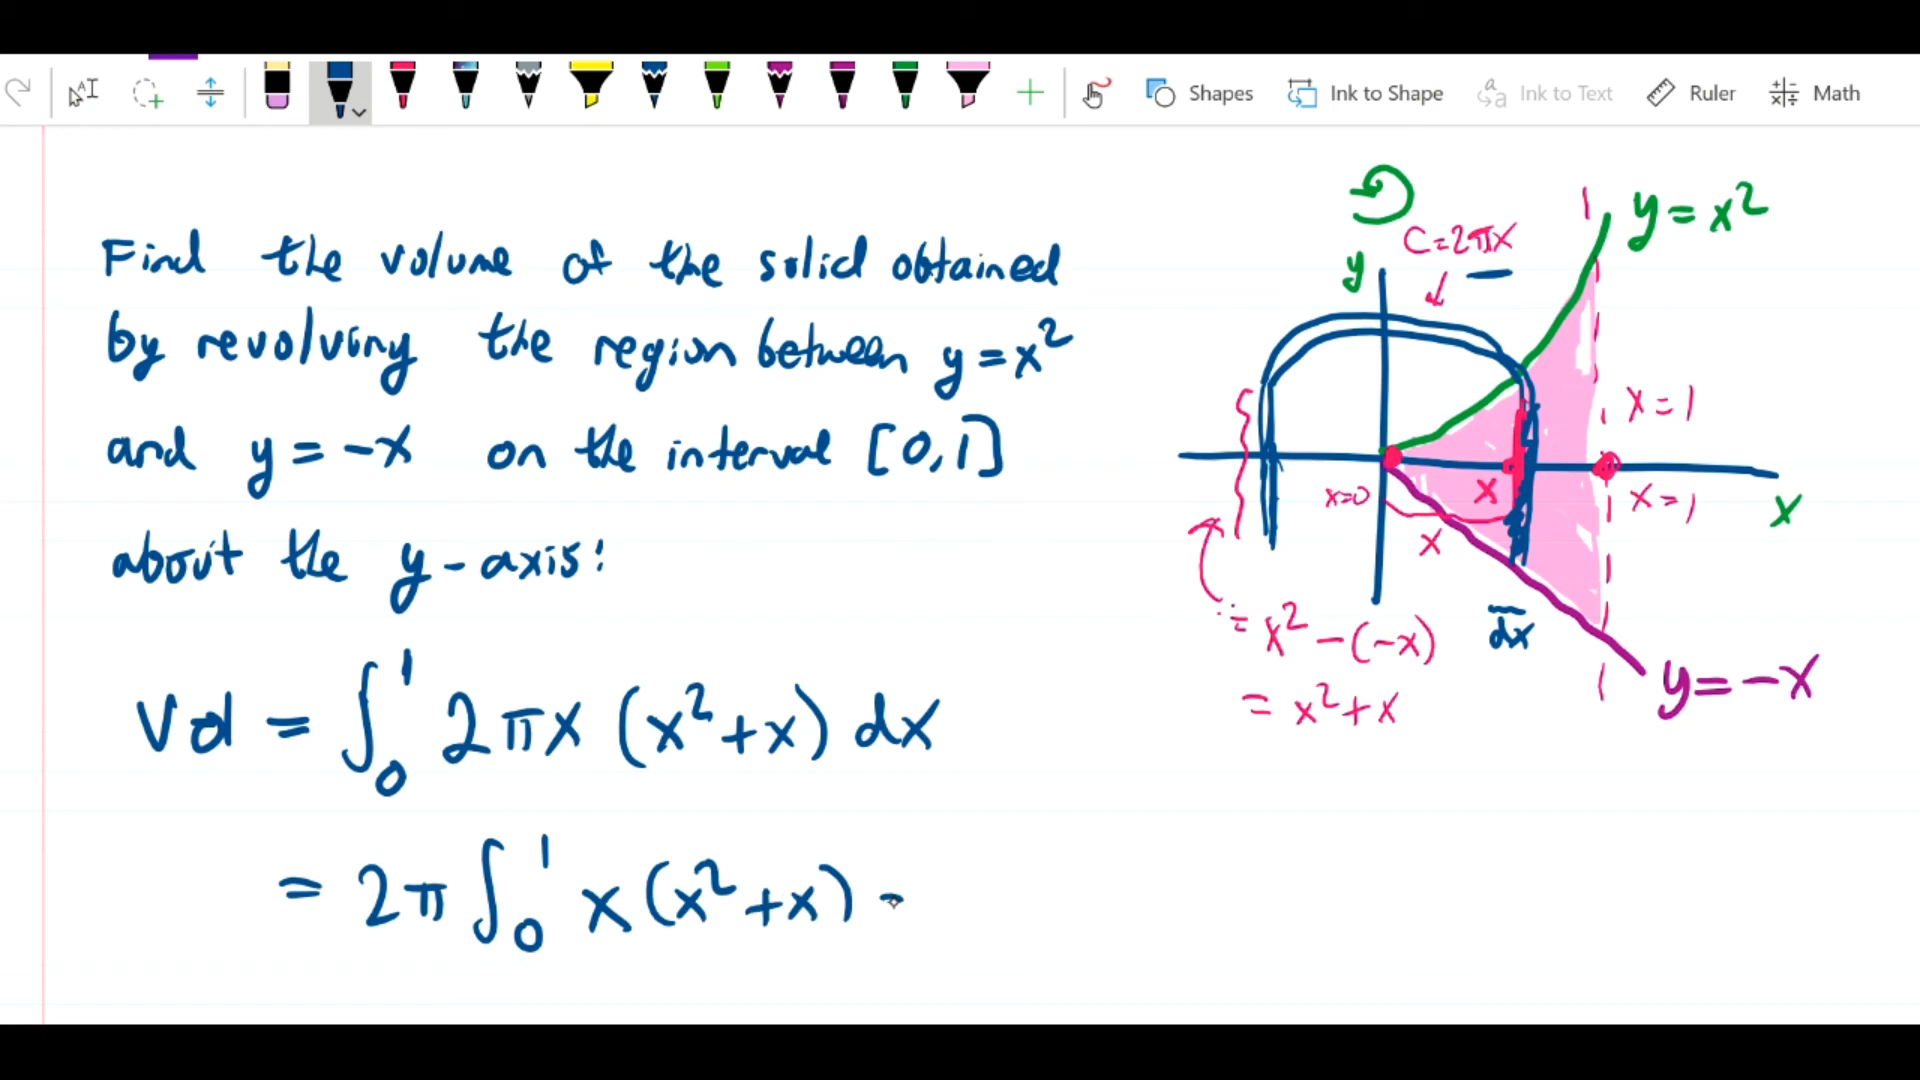 Shapes Ink to Shape Ink to Text Ruler Math
Find the volume of the solid obtained
by revolving the region between y = x²
and y = -x on the interval [0,1]
about the y-axis:
Vol = ∫₀¹ 2πx (x²+x) dx
= 2π ∫₀¹ x (x²+x) -
y = x²
C = 2πx
y
x = 1
x=0
x
x = 1
x
x
= x² - (-x)
dx
= x²+x
y = -x